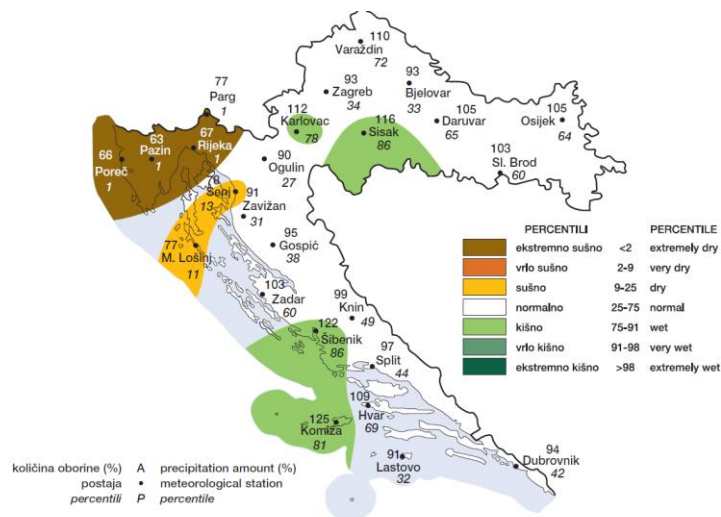 110
Varaždin
72
77
Parg
1
93
Zagreb
34
93
Bjelovar
33
112
Karlovac
78
116
Sisak
86
105
Daruvar
65
105
Osijek
64
63
Pazin
1
67
Rijeka
1
66
Poreč
1
90
Ogulin
27
103
Sl. Brod
60
78
Senj
13
91
Zavižan
31
77
M. Lošinj
11
95
Gospić
38
103
Zadar
60
99
Knin
49
122
Šibenik
86
97
Split
44
109
Hvar
69
125
Komiža
81
91
Lastovo
32
94
Dubrovnik
42
PERCENTILI PERCENTILE
ekstremno sušno <2 extremely dry
vrlo sušno 2-9 very dry
sušno 9-25 dry
normalno 25-75 normal
kišno 75-91 wet
vrlo kišno 91-98 very wet
ekstremno kišno >98 extremely wet
količina oborine (%) A precipitation amount (%)
postaja • meteorological station
percentili P percentile